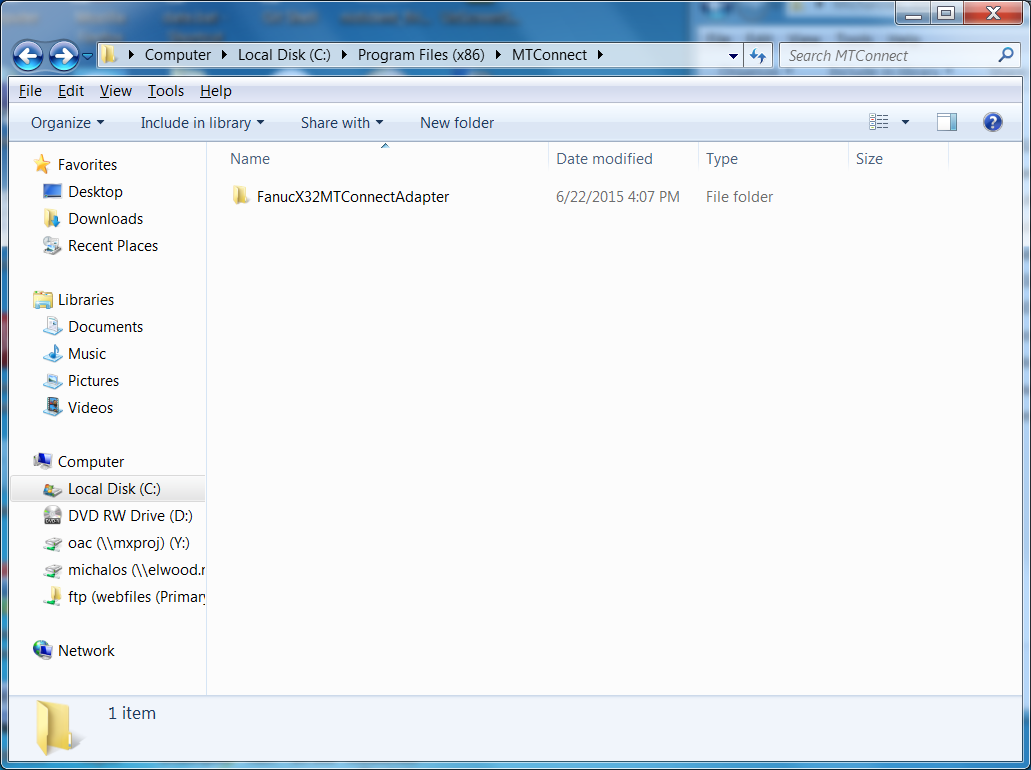 Computer Local Disk (C:) Program Files (x86) MTConnect
Search MTConnect
File Edit View Tools Help
Organize Include in library Share with New folder
Name Date modified Type Size
FanucX32MTConnectAdapter 6/22/2015 4:07 PM File folder
Favorites
Desktop
Downloads
Recent Places
Libraries
Documents
Music
Pictures
Videos
Computer
Local Disk (C:)
DVD RW Drive (D:)
oac (\\mxproj) (Y:)
michalos (\\elwood.r
ftp (webfiles (Primary
Network
1 item